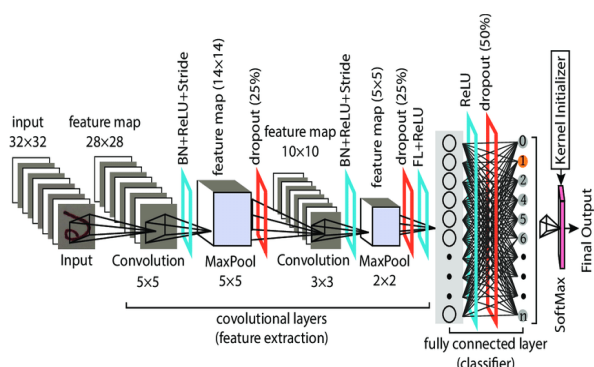 input
32×32
feature map
28×28
BN+ReLU+Stride
feature map (14×14)
dropout (25%)
feature map
10×10
BN+ReLU+Stride
feature map (5×5)
dropout (25%)
FL+ReLU
ReLU
dropout (50%)
Kernel Initializer
0
1
2
4
5
6
n
Input
Convolution
5×5
MaxPool
5×5
Convolution
3×3
MaxPool
2×2
SoftMax
Final Output
covolutional layers
(feature extraction)
fully connected layer
(classifier)